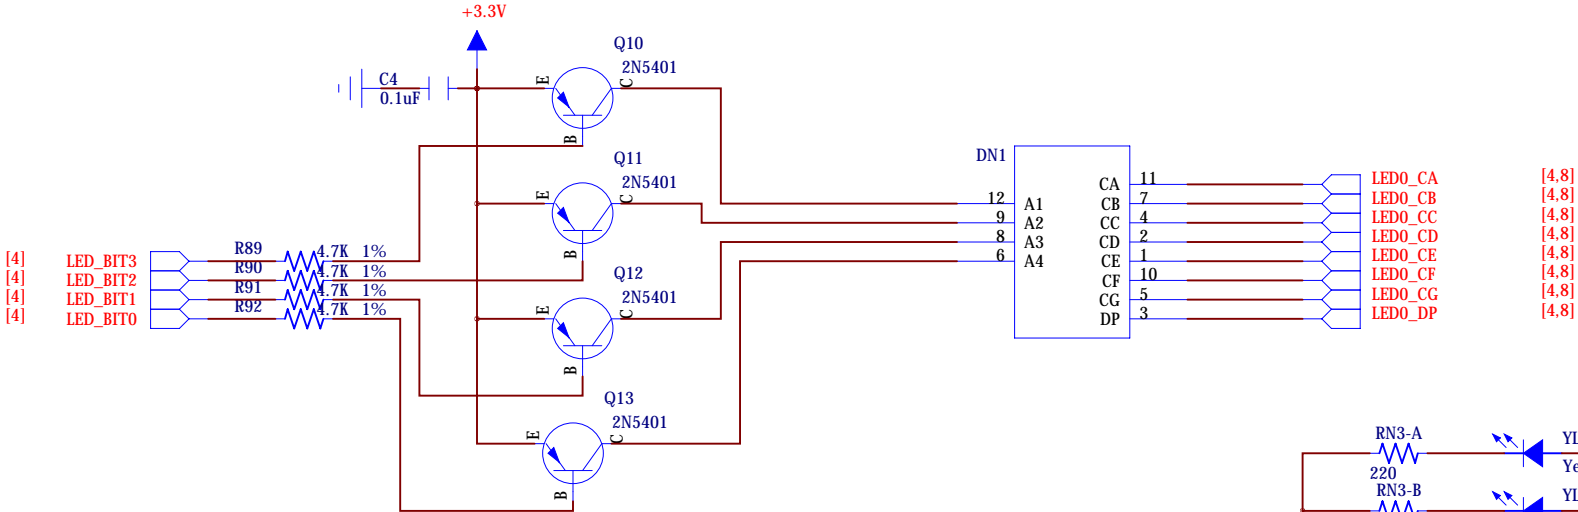 +3.3V
Q10
2N5401
C4
0.1uF
E
C
B
Q11
2N5401
E
C
B
DN1
12 A1
9 A2
8 A3
6 A4
CA 11
CB 7
CC 4
CD 2
CE 1
CF 10
CG 5
DP 3
LED0_CA [4,8]
LED0_CB [4,8]
LED0_CC [4,8]
LED0_CD [4,8]
LED0_CE [4,8]
LED0_CF [4,8]
LED0_CG [4,8]
LED0_DP [4,8]
[4] LED_BIT3 R89 4.7K 1%
[4] LED_BIT2 R90 4.7K 1%
[4] LED_BIT1 R91 4.7K 1%
[4] LED_BIT0 R92 4.7K 1%
Q12
2N5401
E
C
B
Q13
2N5401
E
C
B
RN3-A
220
YL
Ye
RN3-B
YL